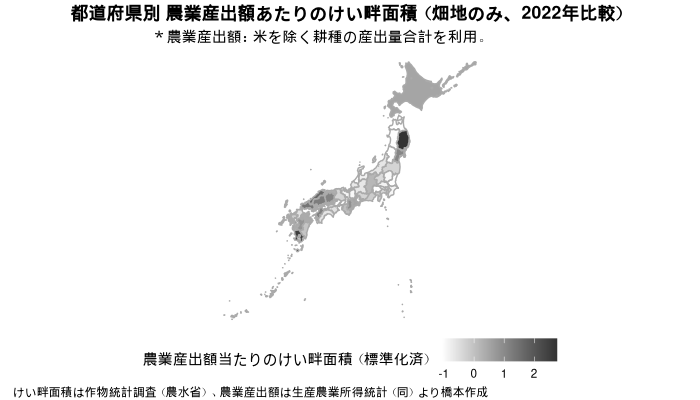 都道府県別 農業産出額あたりのけい畔面積（畑地のみ、2022年比較）
* 農業産出額: 米を除く耕種の産出量合計を利用。
農業産出額当たりのけい畔面積（標準化済）
-1 0 1 2
けい畔面積は作物統計調査（農水省）、農業産出額は生産農業所得統計（同）より橋本作成